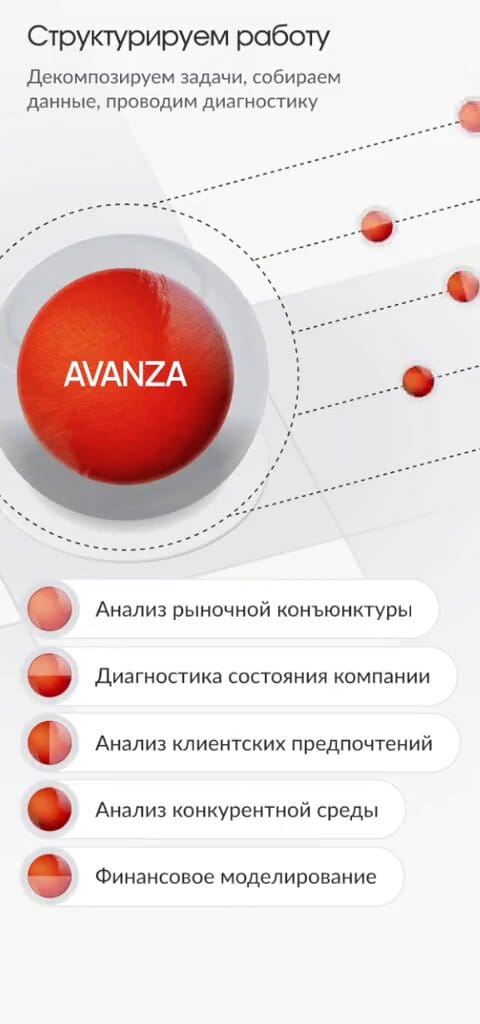 Структурируем работу
Декомпозируем задачи, собираем
данные, проводим диагностику
AVANZA
Анализ рыночной конъюнктуры
Диагностика состояния компании
Анализ клиентских предпочтений
Анализ конкурентной среды
Финансовое моделирование